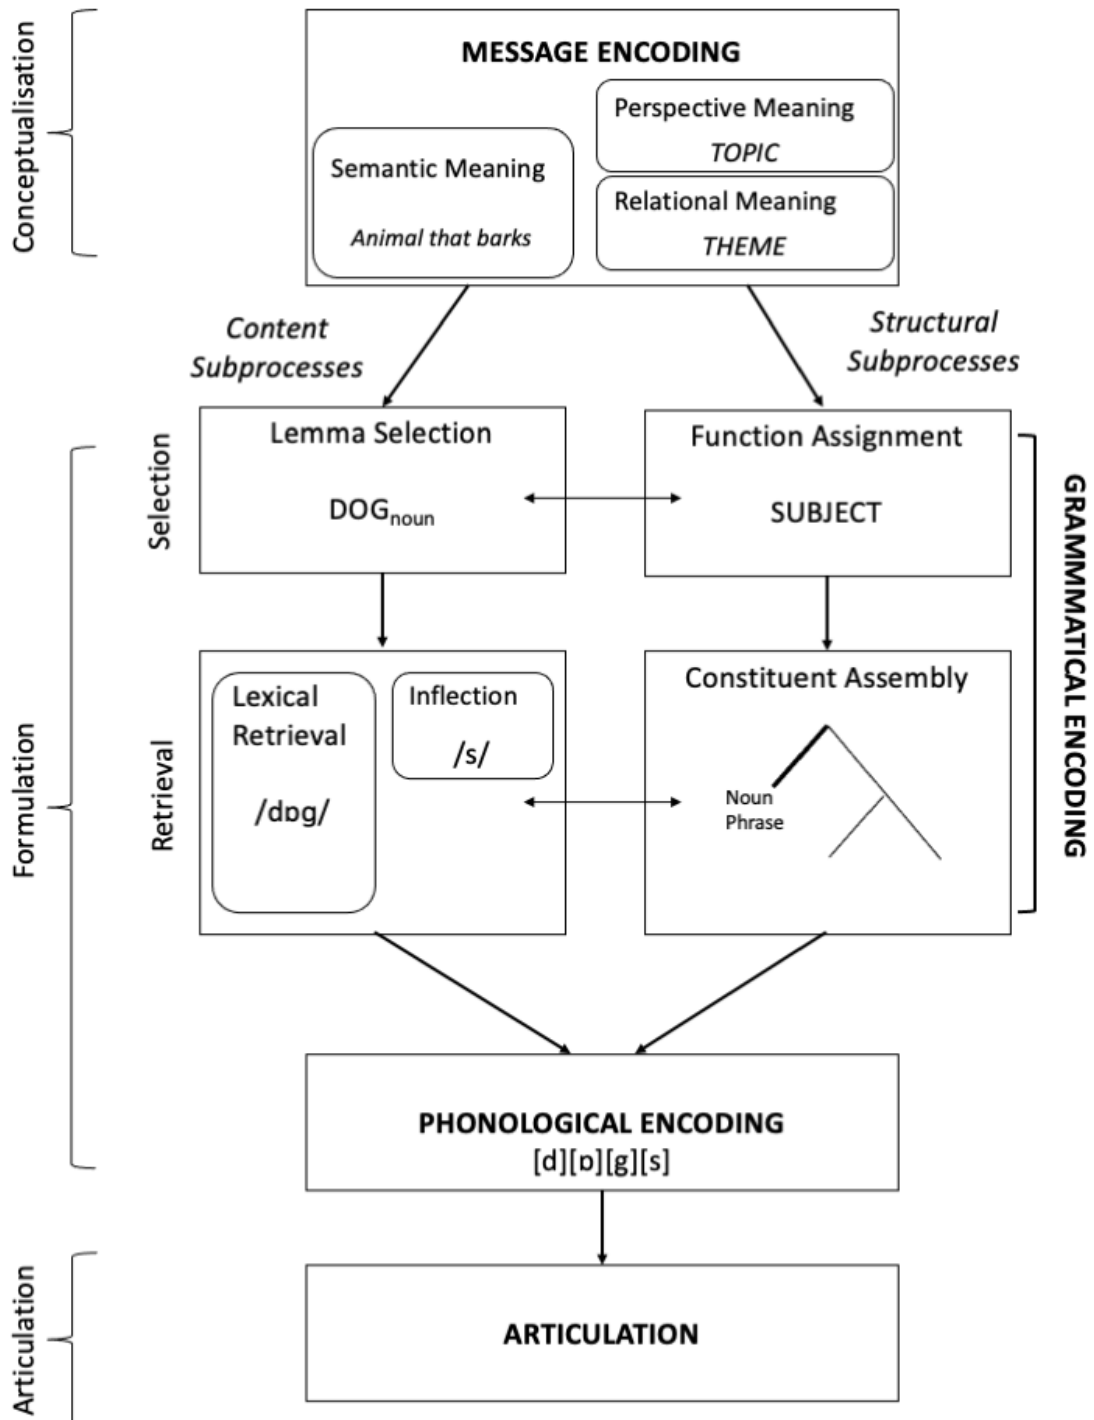 Conceptualisation
MESSAGE ENCODING
Semantic Meaning
Animal that barks
Perspective Meaning
TOPIC
Relational Meaning
THEME
Content
Subprocesses
Structural
Subprocesses
Formulation
Selection
Lemma Selection
DOGnoun
Function Assignment
SUBJECT
GRAMMMATICAL ENCODING
Retrieval
Lexical
Retrieval
/dɒg/
Inflection
/s/
Constituent Assembly
Noun
Phrase
PHONOLOGICAL ENCODING
[d][ɒ][g][s]
Articulation
ARTICULATION